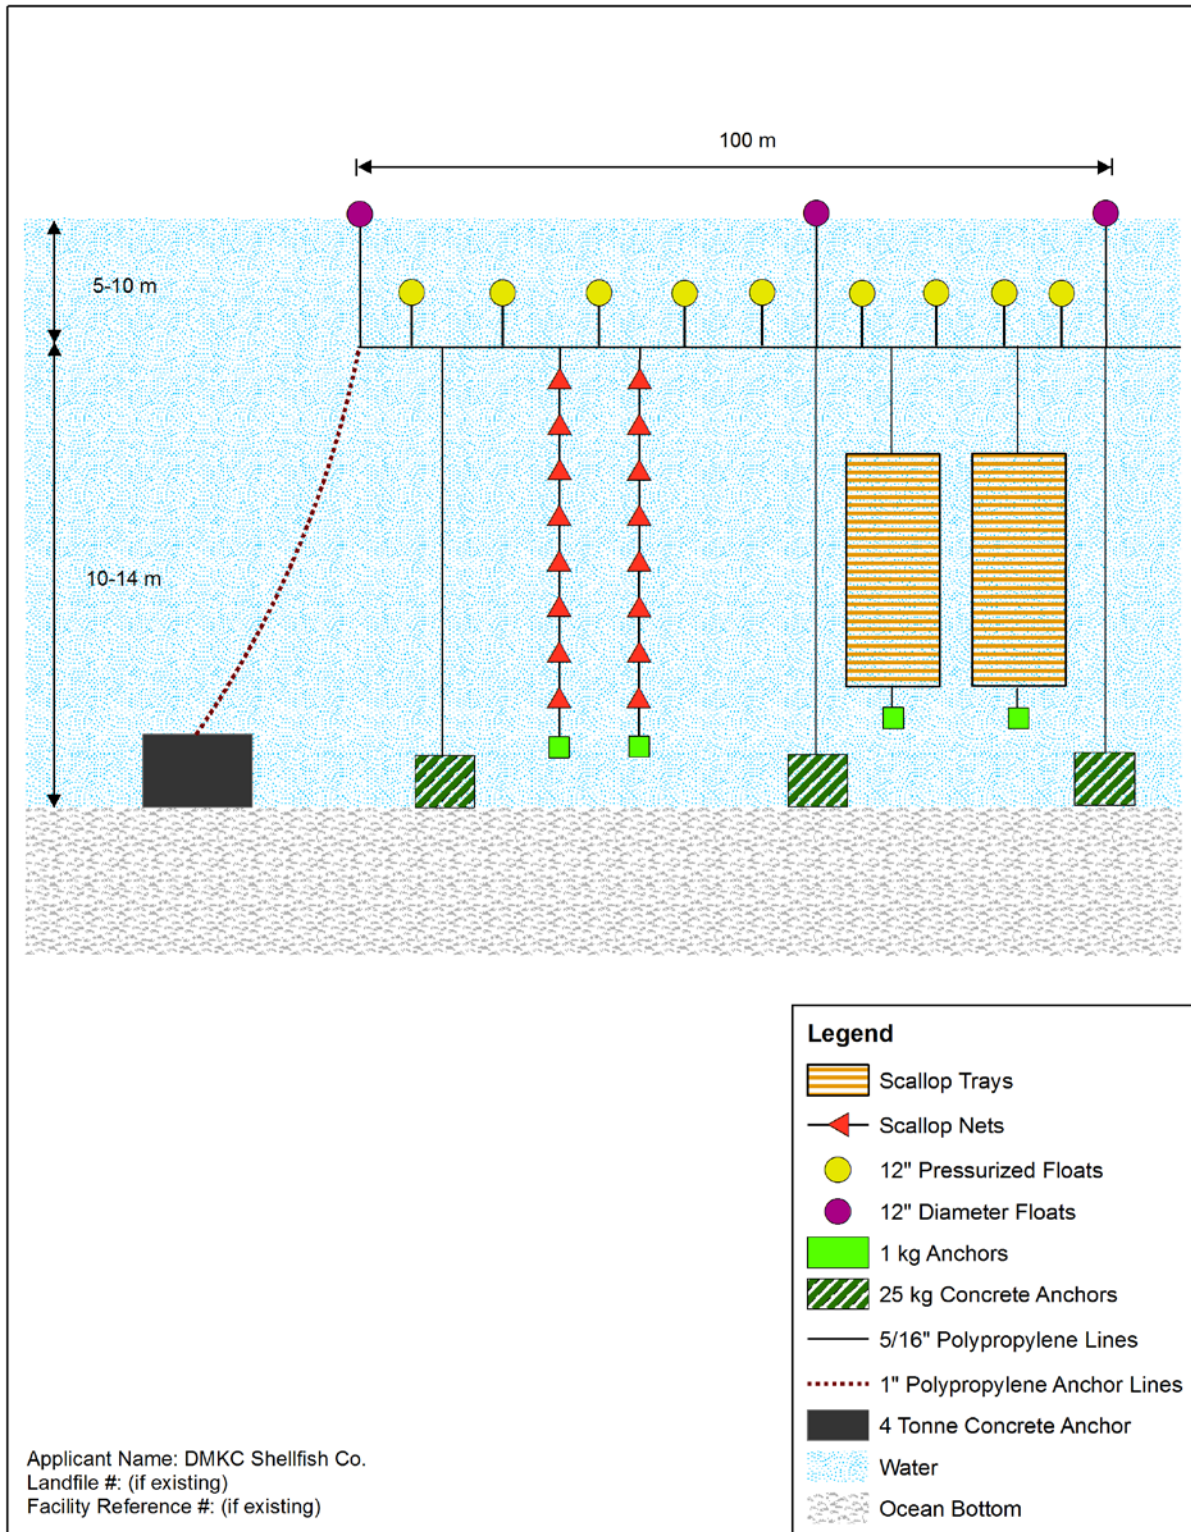 100 m
5-10 m
10-14 m
Legend
Scallop Trays
Scallop Nets
12" Pressurized Floats
12" Diameter Floats
1 kg Anchors
25 kg Concrete Anchors
5/16" Polypropylene Lines
1" Polypropylene Anchor Lines
4 Tonne Concrete Anchor
Water
Ocean Bottom
Applicant Name: DMKC Shellfish Co.
Landfile #: (if existing)
Facility Reference #: (if existing)